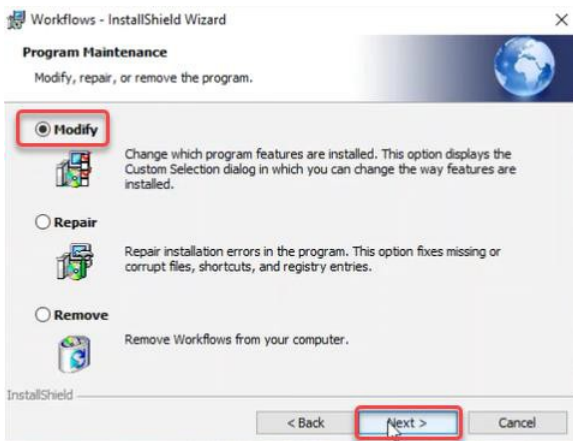 Workflows - InstallShield Wizard
Program Maintenance
Modify, repair, or remove the program.
Modify
Change which program features are installed. This option displays the
Custom Selection dialog in which you can change the way features are
installed.
Repair
Repair installation errors in the program. This option fixes missing or
corrupt files, shortcuts, and registry entries.
Remove
Remove Workflows from your computer.
InstallShield
< Back
Next >
Cancel